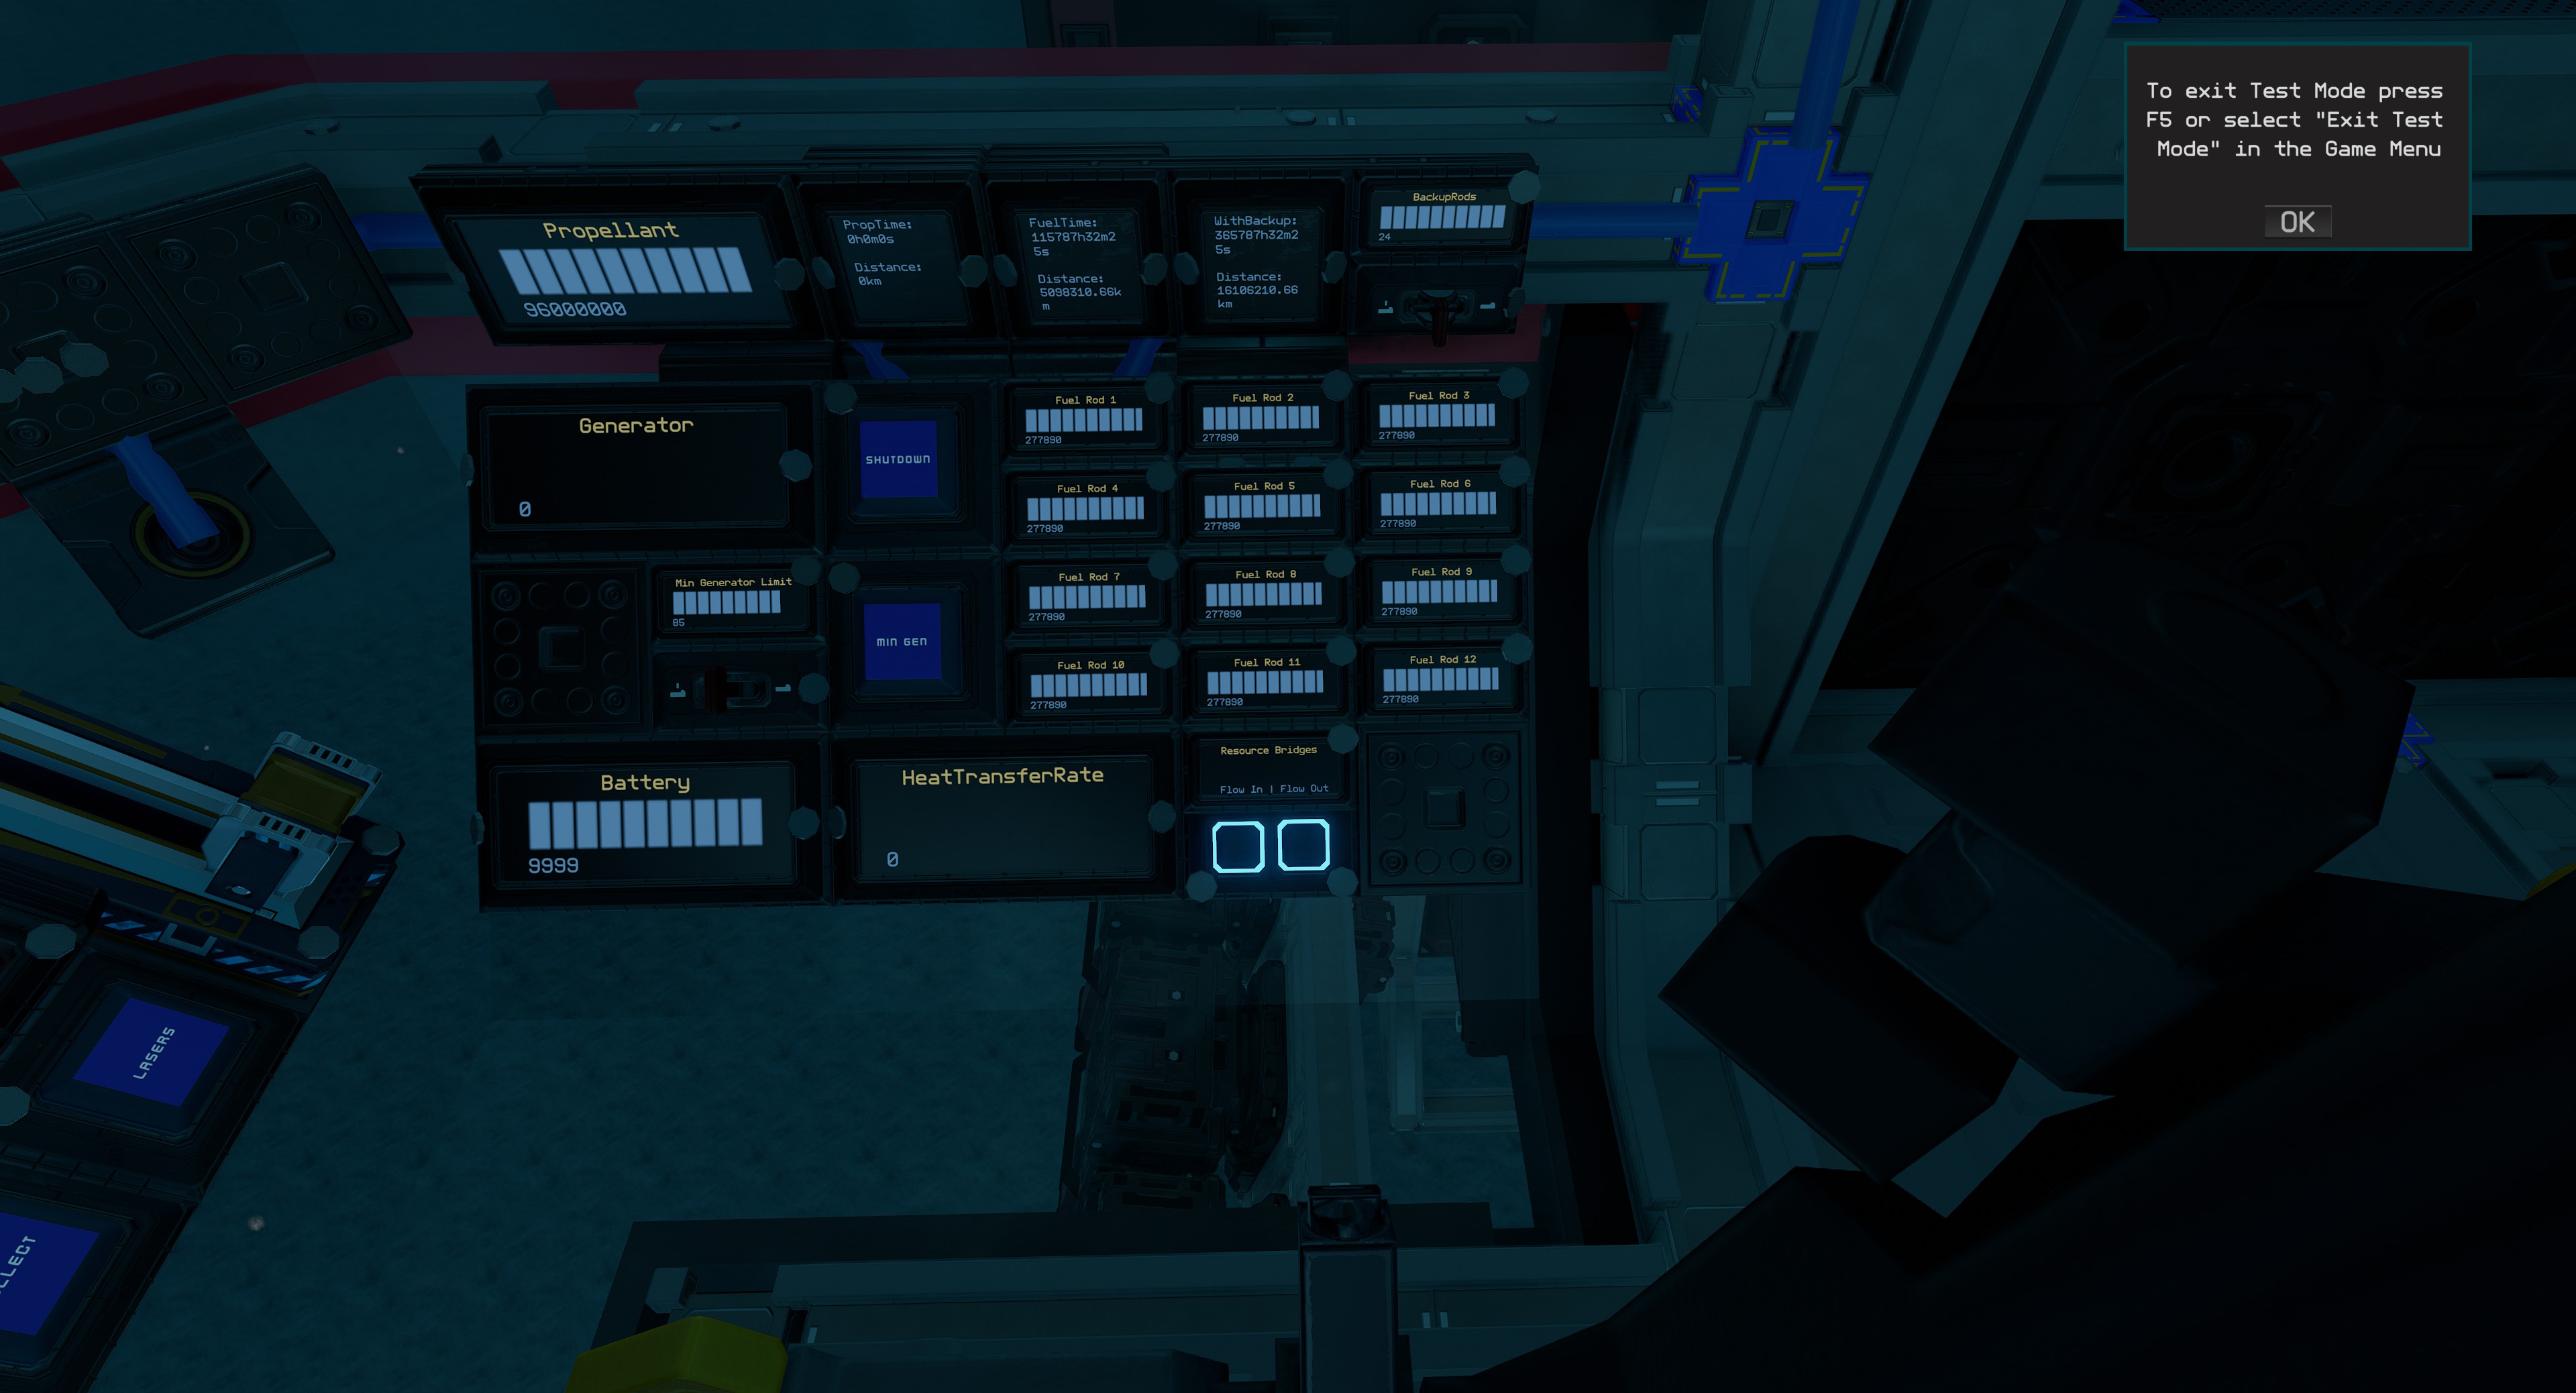 To exit Test Mode press
F5 or select "Exit Test
Mode" in the Game Menu
OK
Propellant
96000000
PropTime:
0h0m0s
Distance:
0km
FuelTime:
115787h32m2
5s
Distance:
5098310.66k
m
WithBackup:
365787h32m2
5s
Distance:
16106210.66
km
BackupRods
24
Generator
0
SHUTDOWN
Fuel Rod 1
277890
Fuel Rod 2
277890
Fuel Rod 3
277890
Fuel Rod 4
277890
Fuel Rod 5
277890
Fuel Rod 6
277890
Min Generator Limit
85
MIN GEN
Fuel Rod 7
277890
Fuel Rod 8
277890
Fuel Rod 9
277890
Fuel Rod 10
277890
Fuel Rod 11
277890
Fuel Rod 12
277890
Battery
9999
HeatTransferRate
0
Resource Bridges
Flow In | Flow Out
LASERS
LLECT